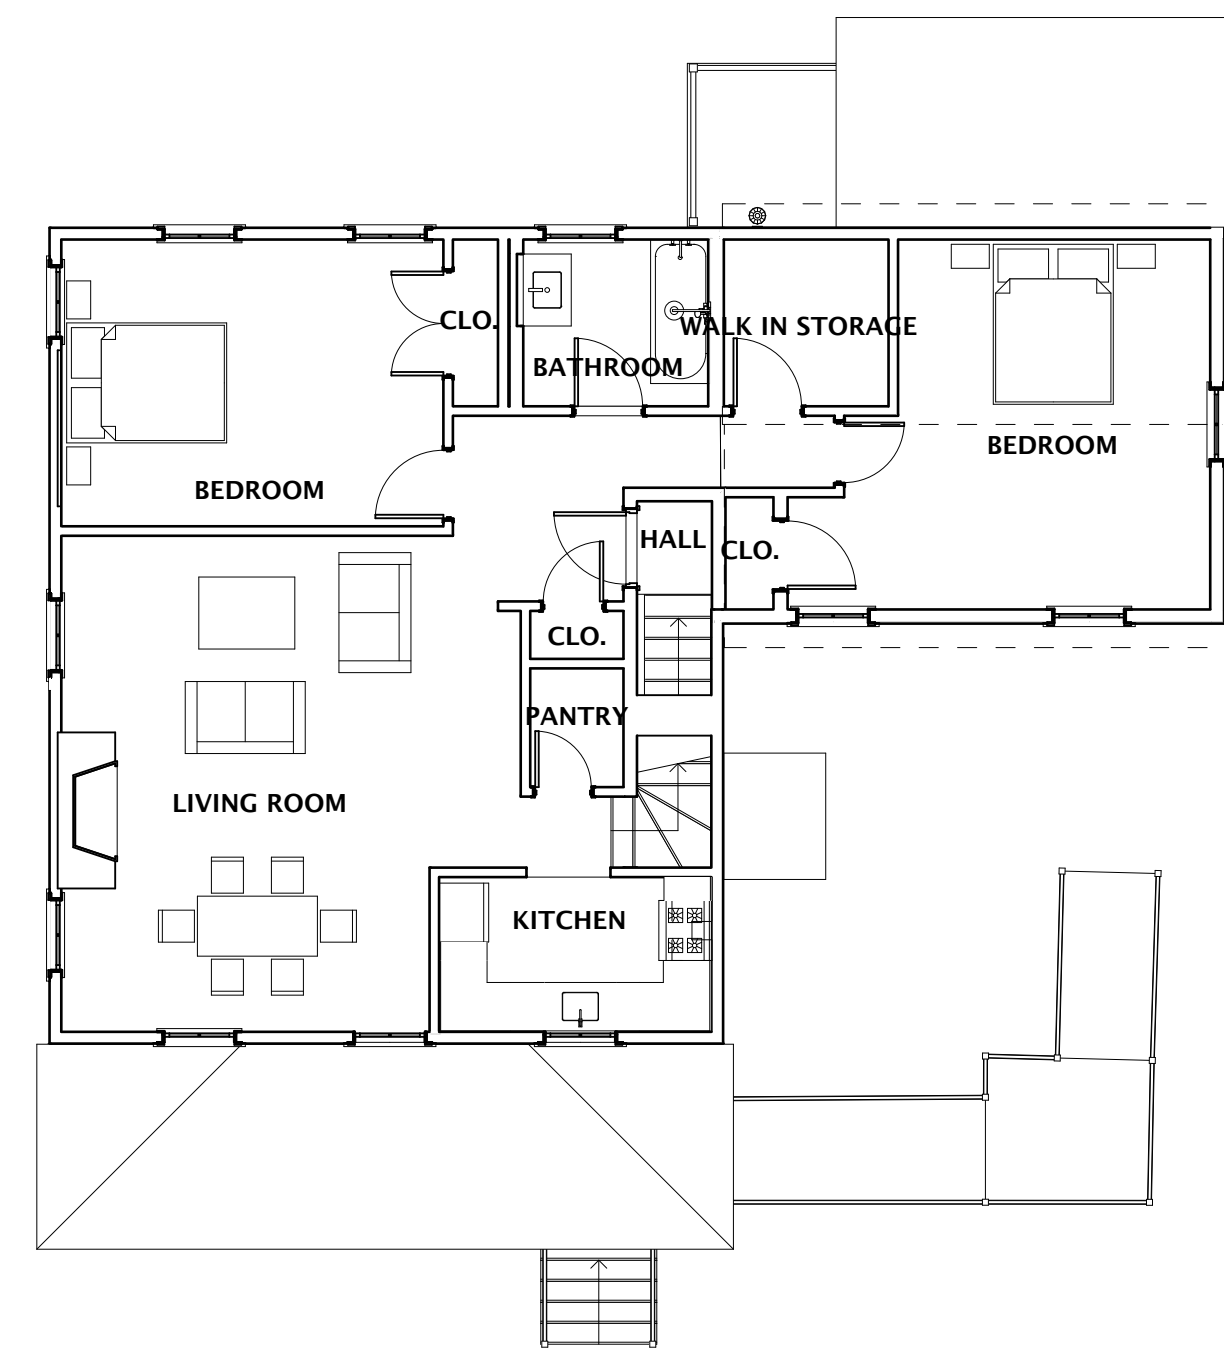 CLO.
WALK IN STORAGE
BATHROOM
BEDROOM
BEDROOM
HALL
CLO.
CLO.
PANTRY
LIVING ROOM
KITCHEN